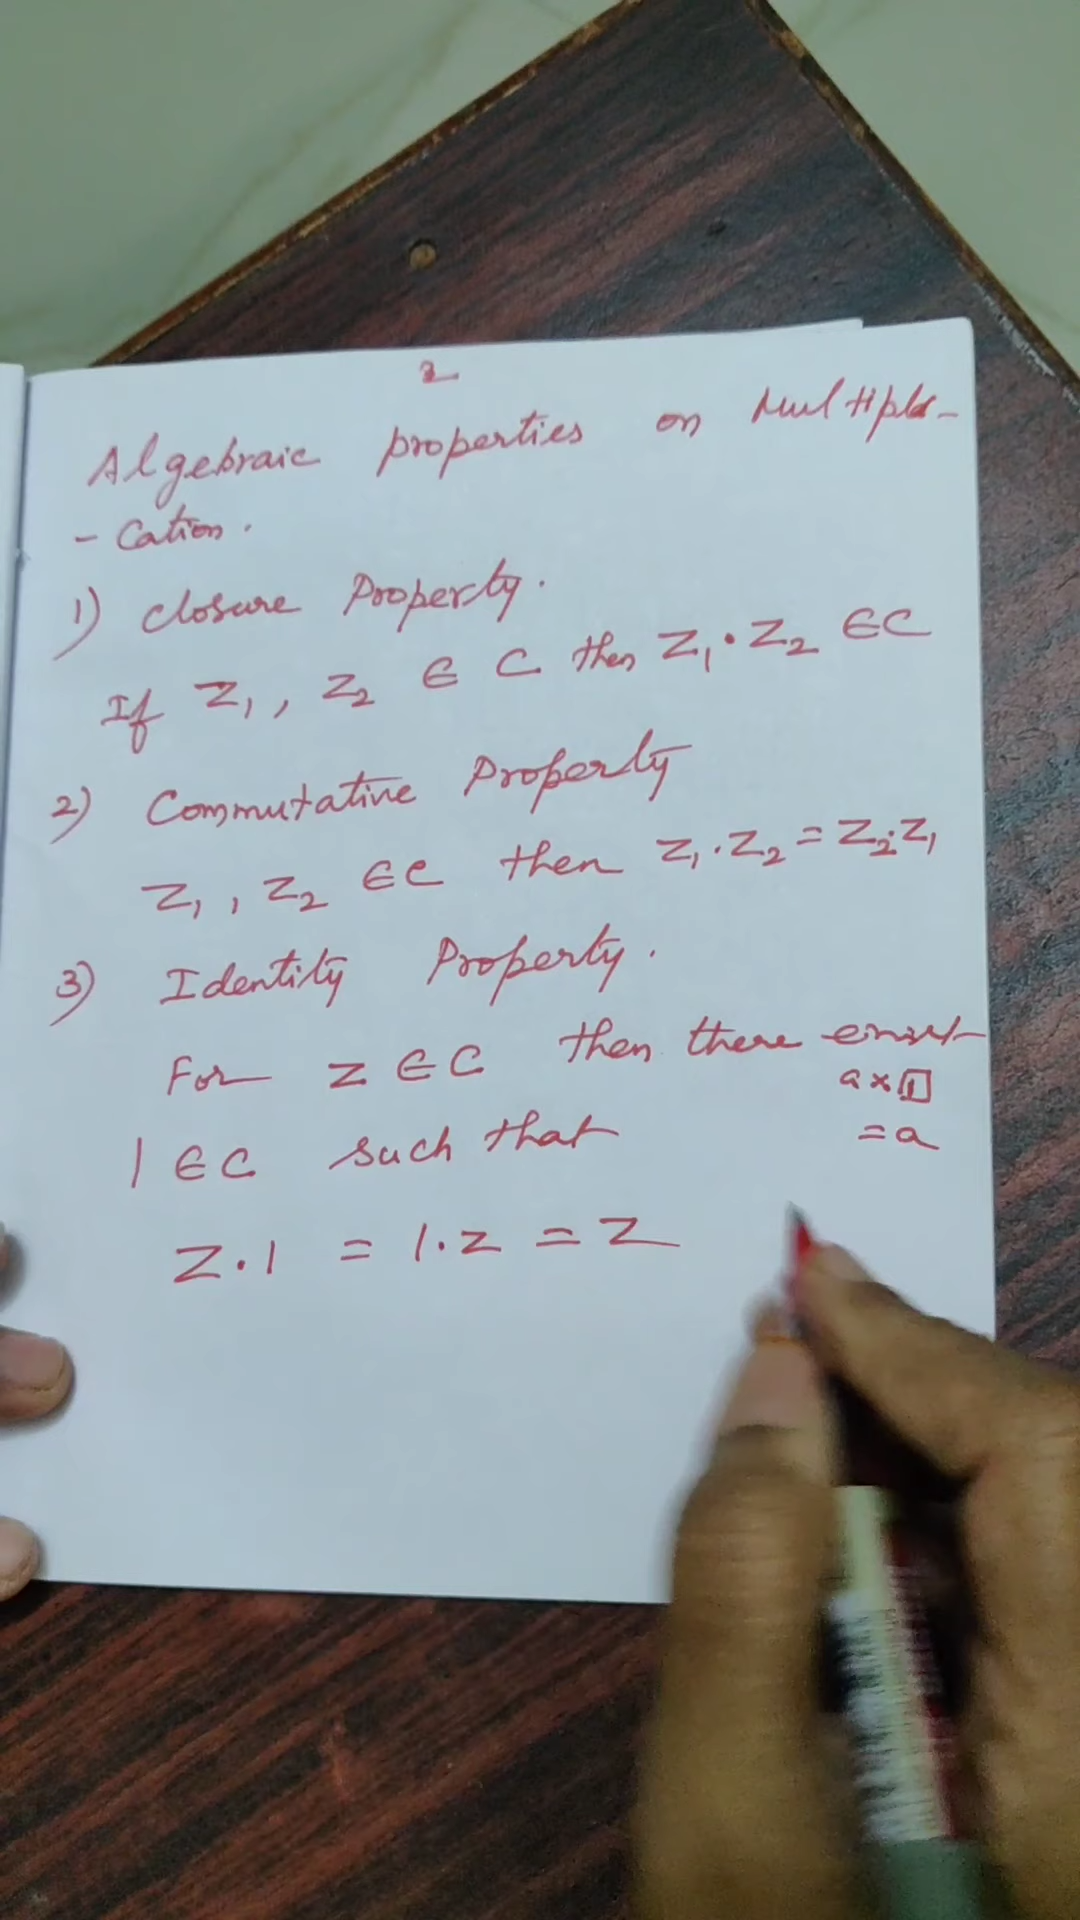 2
Algebraic properties on Multipli-
- Cation.
1) Closure Property.
If Z₁, Z₂ ∈ C then Z₁·Z₂ ∈C
2) Commutative Property
Z₁, Z₂ ∈C then Z₁·Z₂ = Z₂·Z₁
3) Identity Property.
For z ∈C then there exist
a×1
1 ∈C such that
=a
Z·1 = 1·z = Z